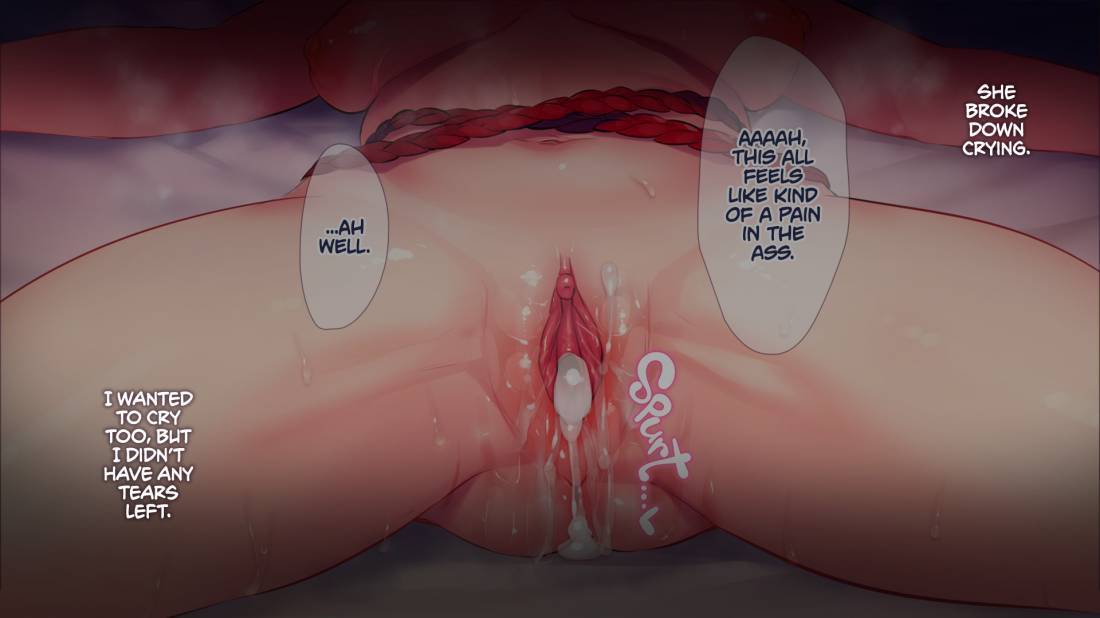 SHE
BROKE
DOWN
CRYING.
AAAAH,
THIS ALL
FEELS
LIKE KIND
OF A PAIN
IN THE
ASS.
...AH
WELL.
SPURT...
I WANTED
TO CRY
TOO, BUT
I DIDN'T
HAVE ANY
TEARS
LEFT.